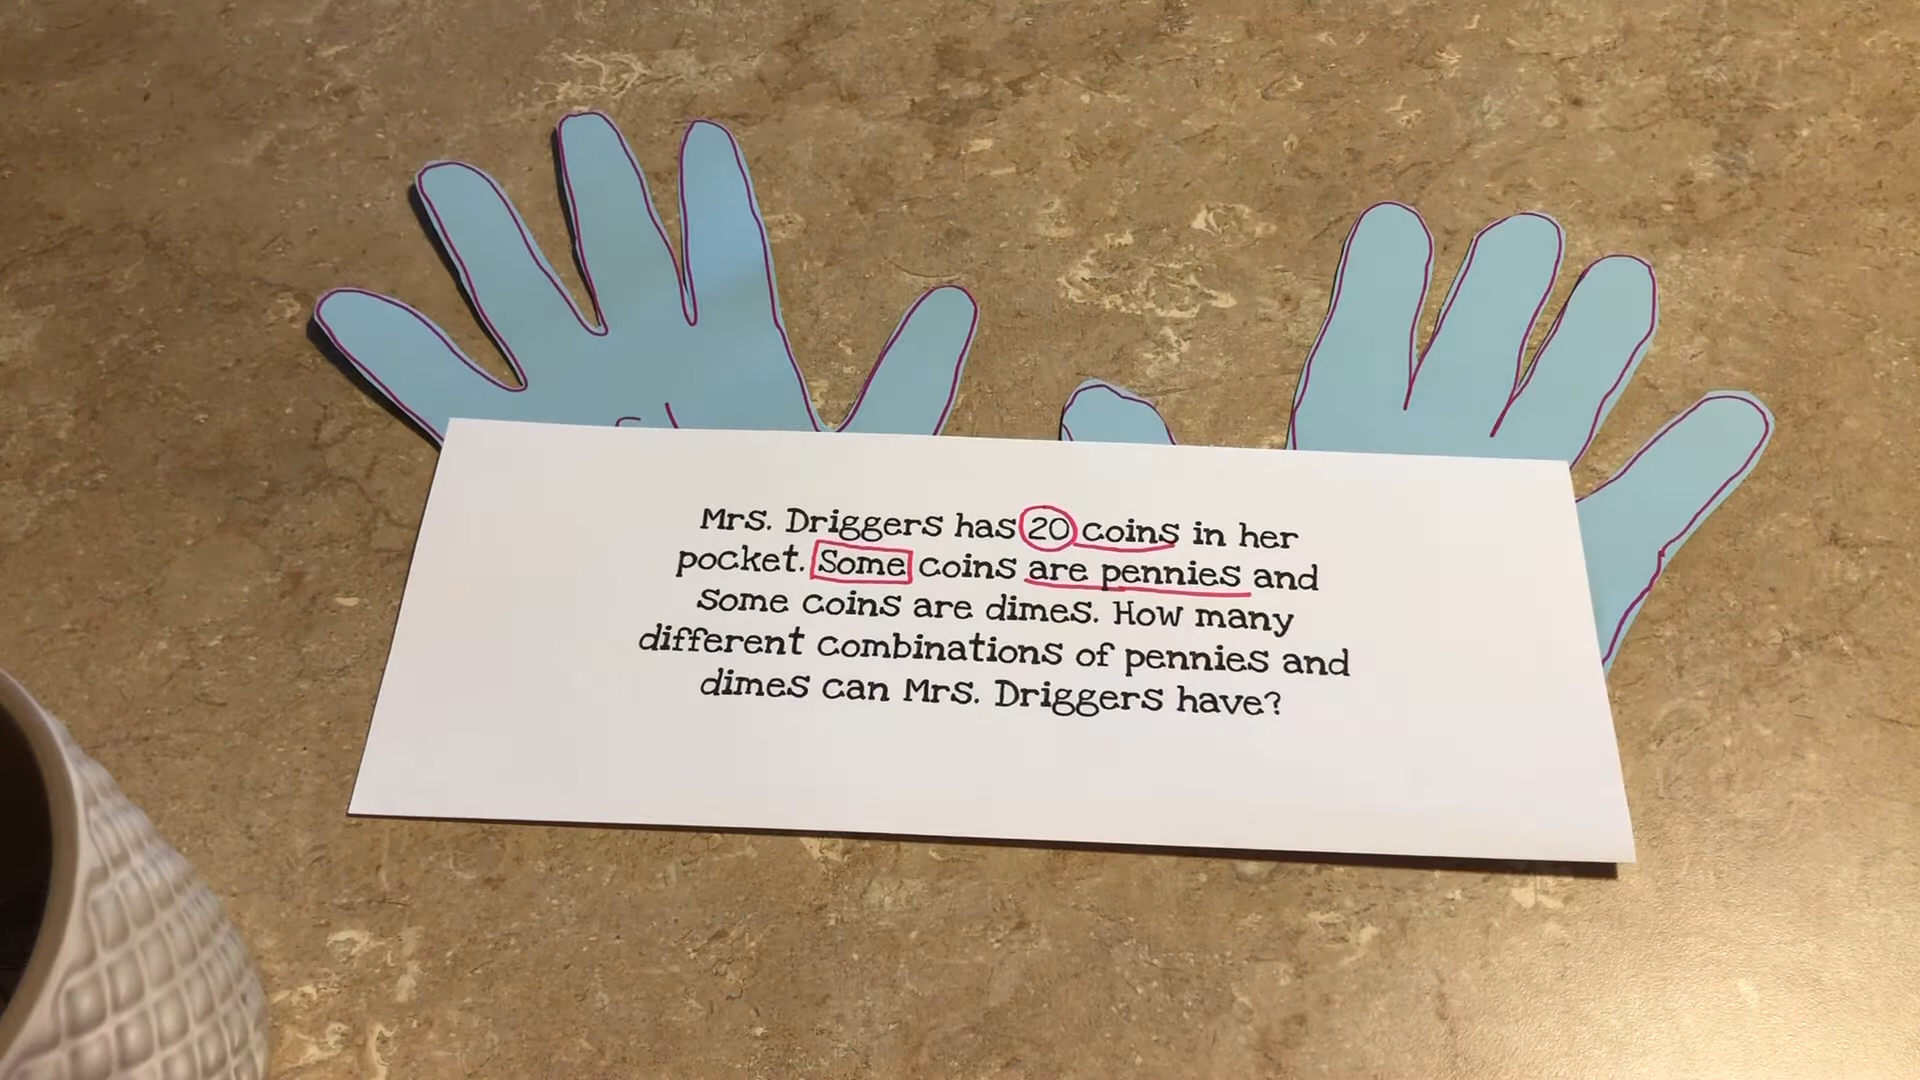 Mrs. Driggers has 20 coins in her
pocket. Some coins are pennies and
some coins are dimes. How many
different combinations of pennies and
dimes can Mrs. Driggers have?